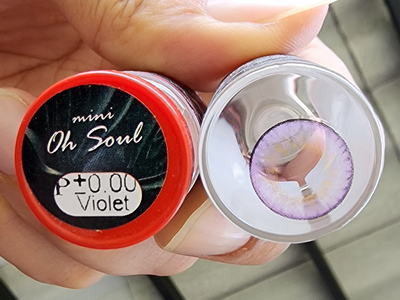 mini
Oh Soul
P±0.00
Violet